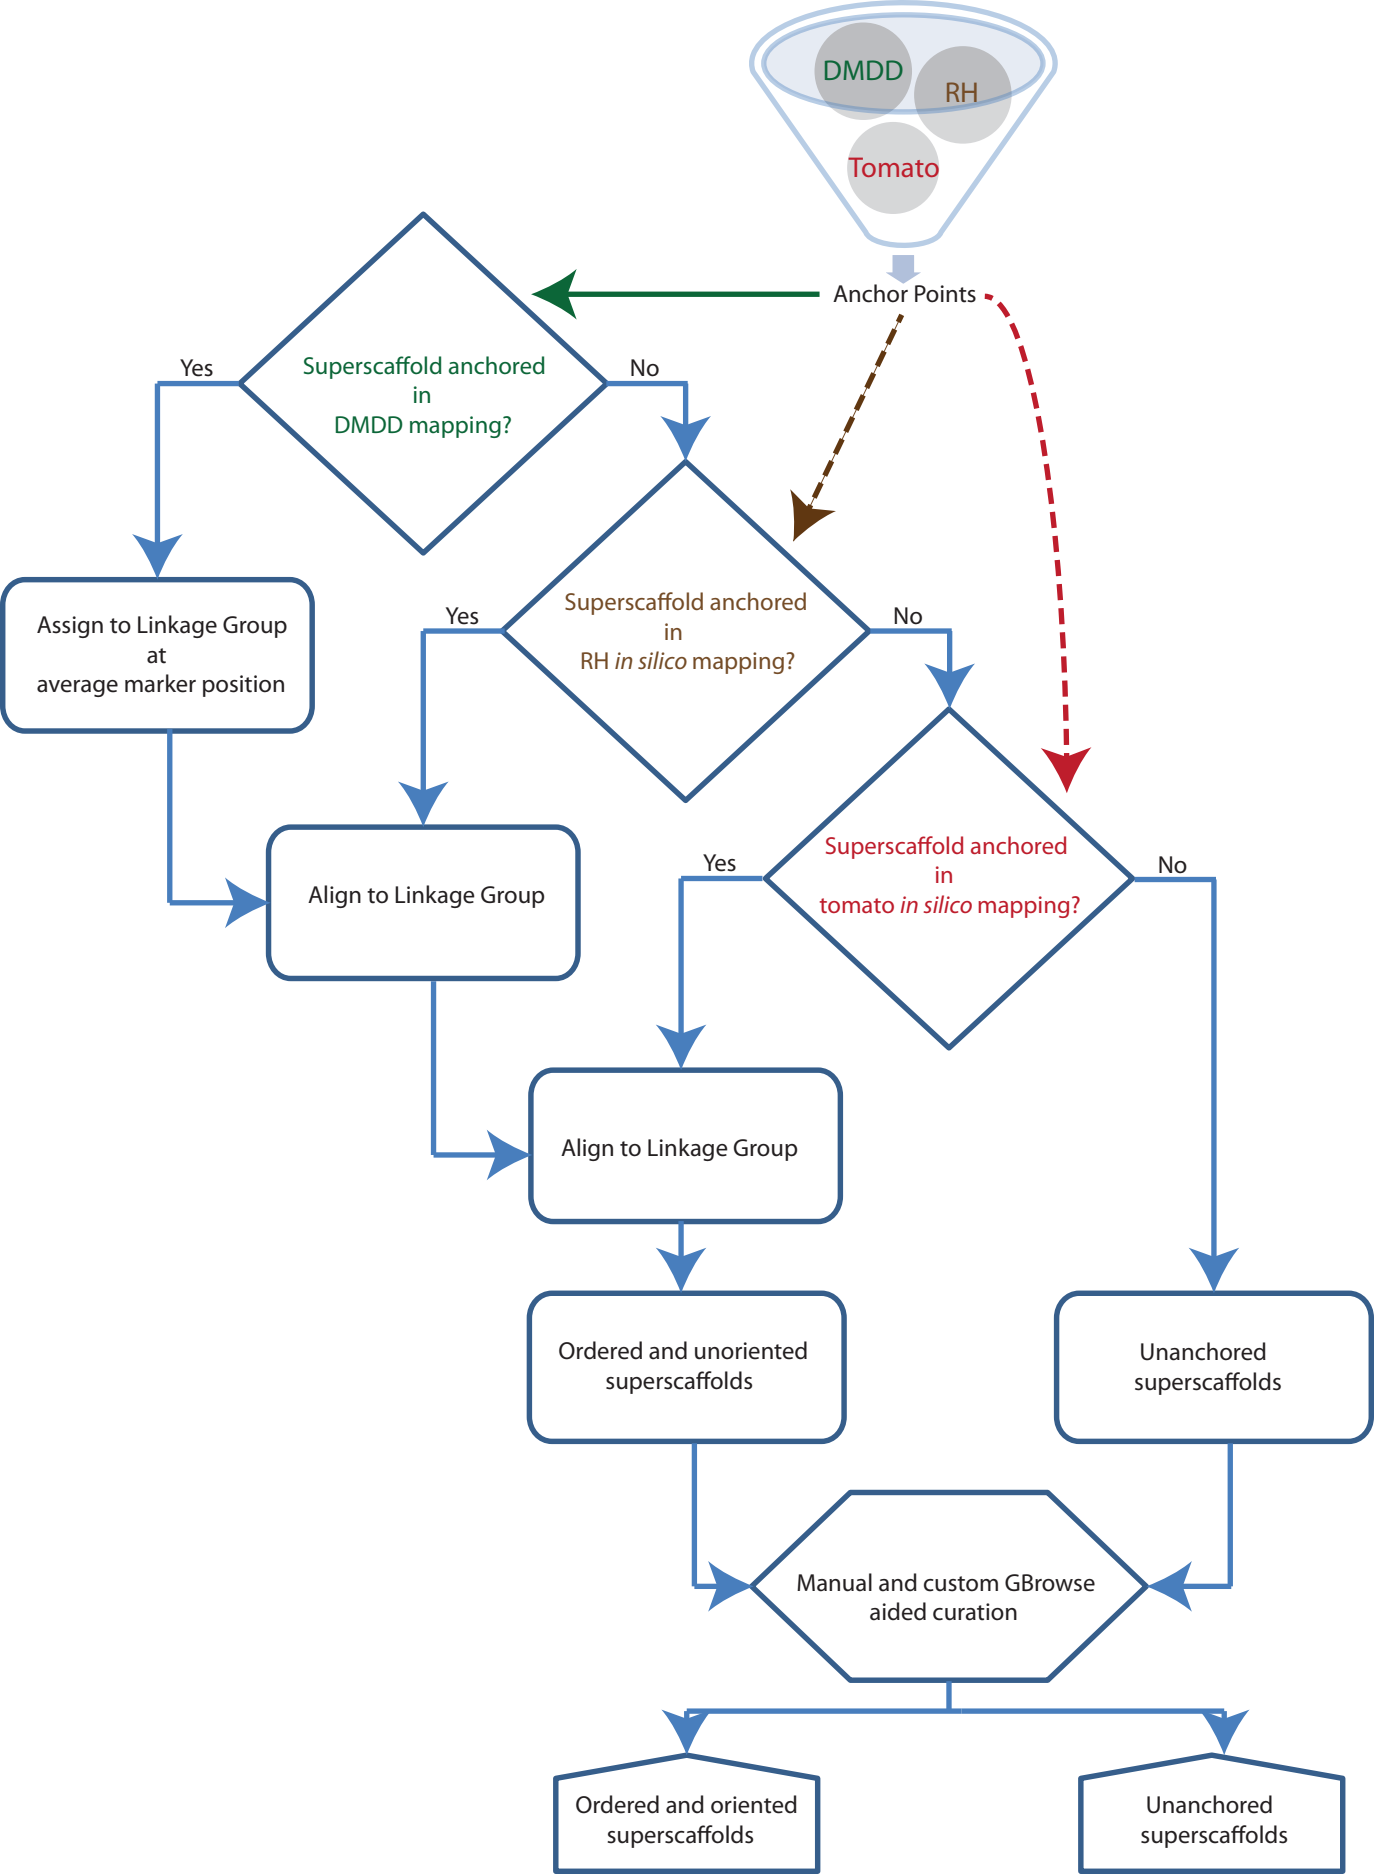 DMDD
RH
Tomato
Anchor Points
Superscaffold anchored
in
DMDD mapping?
Yes
No
Superscaffold anchored
in
RH in silico mapping?
Yes
No
Assign to Linkage Group
at
average marker position
Superscaffold anchored
in
tomato in silico mapping?
Yes
No
Align to Linkage Group
Align to Linkage Group
Ordered and unoriented
superscaffolds
Unanchored
superscaffolds
Manual and custom GBrowse
aided curation
Ordered and oriented
superscaffolds
Unanchored
superscaffolds